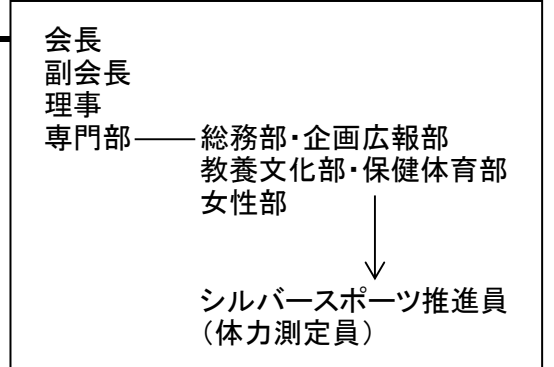 会長
副会長
理事
専門部――総務部・企画広報部
教養文化部・保健体育部
女性部
シルバースポーツ推進員
（体力測定員）